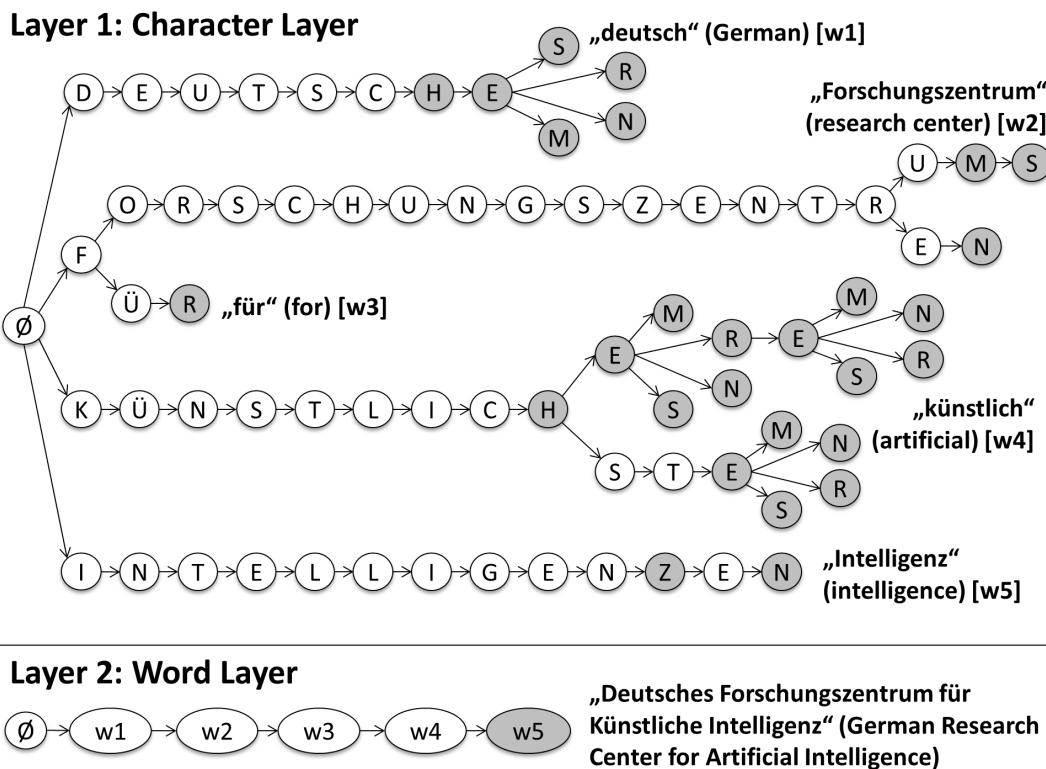 Layer 1: Character Layer
„deutsch“ (German) [w1]
S
R
D E U T S C H E
N
M
„Forschungszentrum“
(research center) [w2]
U M S
O R S C H U N G S Z E N T R
F
E N
Ü R „für“ (for) [w3]
Ø
M
M
N
R E
E
R
N
S
S
K Ü N S T L I C H
„künstlich“
(artificial) [w4]
M
N
S T E
R
S
I N T E L L I G E N Z E N
„Intelligenz“
(intelligence) [w5]
Layer 2: Word Layer
Ø w1 w2 w3 w4 w5
„Deutsches Forschungszentrum für
Künstliche Intelligenz“ (German Research
Center for Artificial Intelligence)